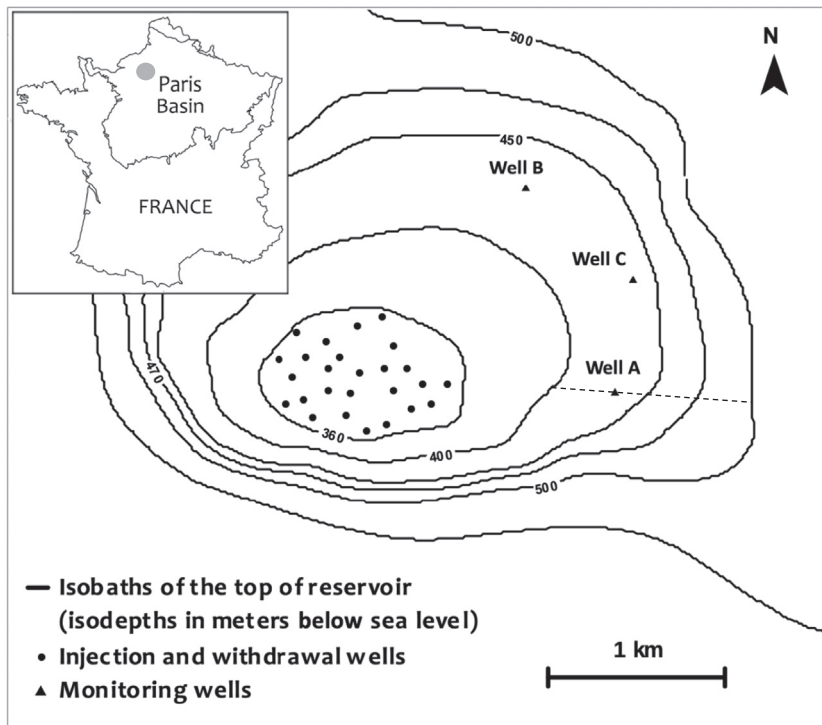 500
N
Paris
Basin
FRANCE
450
Well B
Well C
Well A
470
360
400
500
Isobaths of the top of reservoir
(isodepths in meters below sea level)
Injection and withdrawal wells
Monitoring wells
1 km